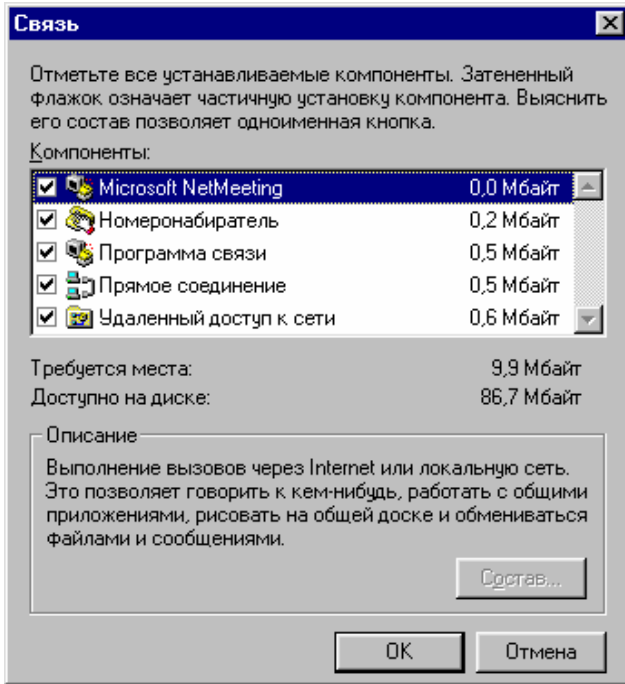 Связь
Отметьте все устанавливаемые компоненты. Затененный
флажок означает частичную установку компонента. Выяснить
его состав позволяет одноименная кнопка.
Компоненты:
Microsoft NetMeeting 0,0 Мбайт
Номеронабиратель 0,2 Мбайт
Программа связи 0,5 Мбайт
Прямое соединение 0,5 Мбайт
Удаленный доступ к сети 0,6 Мбайт
Требуется места: 9,9 Мбайт
Доступно на диске: 86,7 Мбайт
Описание
Выполнение вызовов через Internet или локальную сеть.
Это позволяет говорить к кем-нибудь, работать с общими
приложениями, рисовать на общей доске и обмениваться
файлами и сообщениями.
Состав...
OK Отмена